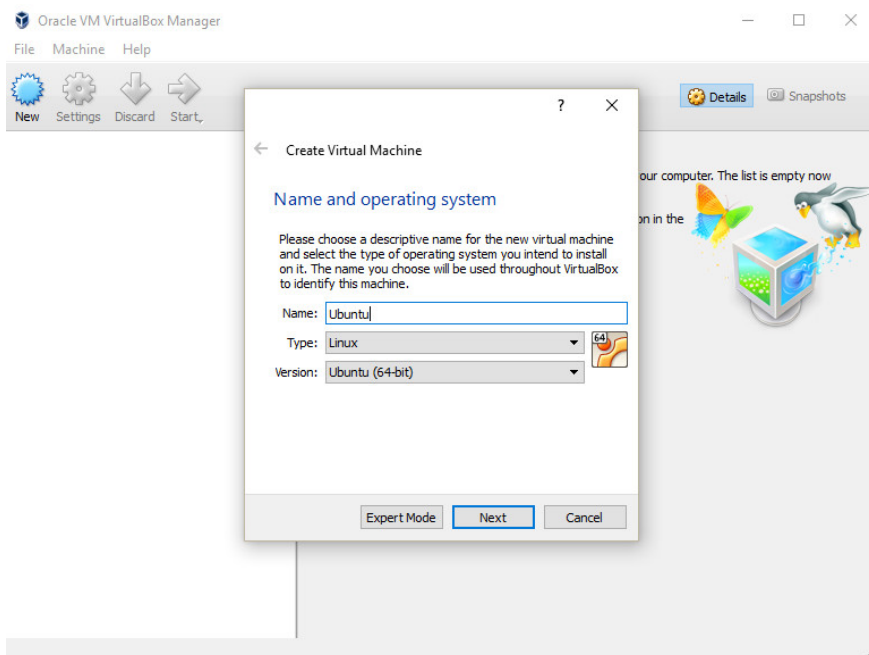 Oracle VM VirtualBox Manager
File Machine Help
New Settings Discard Start
Details Snapshots
?
Create Virtual Machine
our computer. The list is empty now
Name and operating system
on in the
Please choose a descriptive name for the new virtual machine
and select the type of operating system you intend to install
on it. The name you choose will be used throughout VirtualBox
to identify this machine.
Name: Ubuntu
Type: Linux
64
Version: Ubuntu (64-bit)
Expert Mode Next Cancel